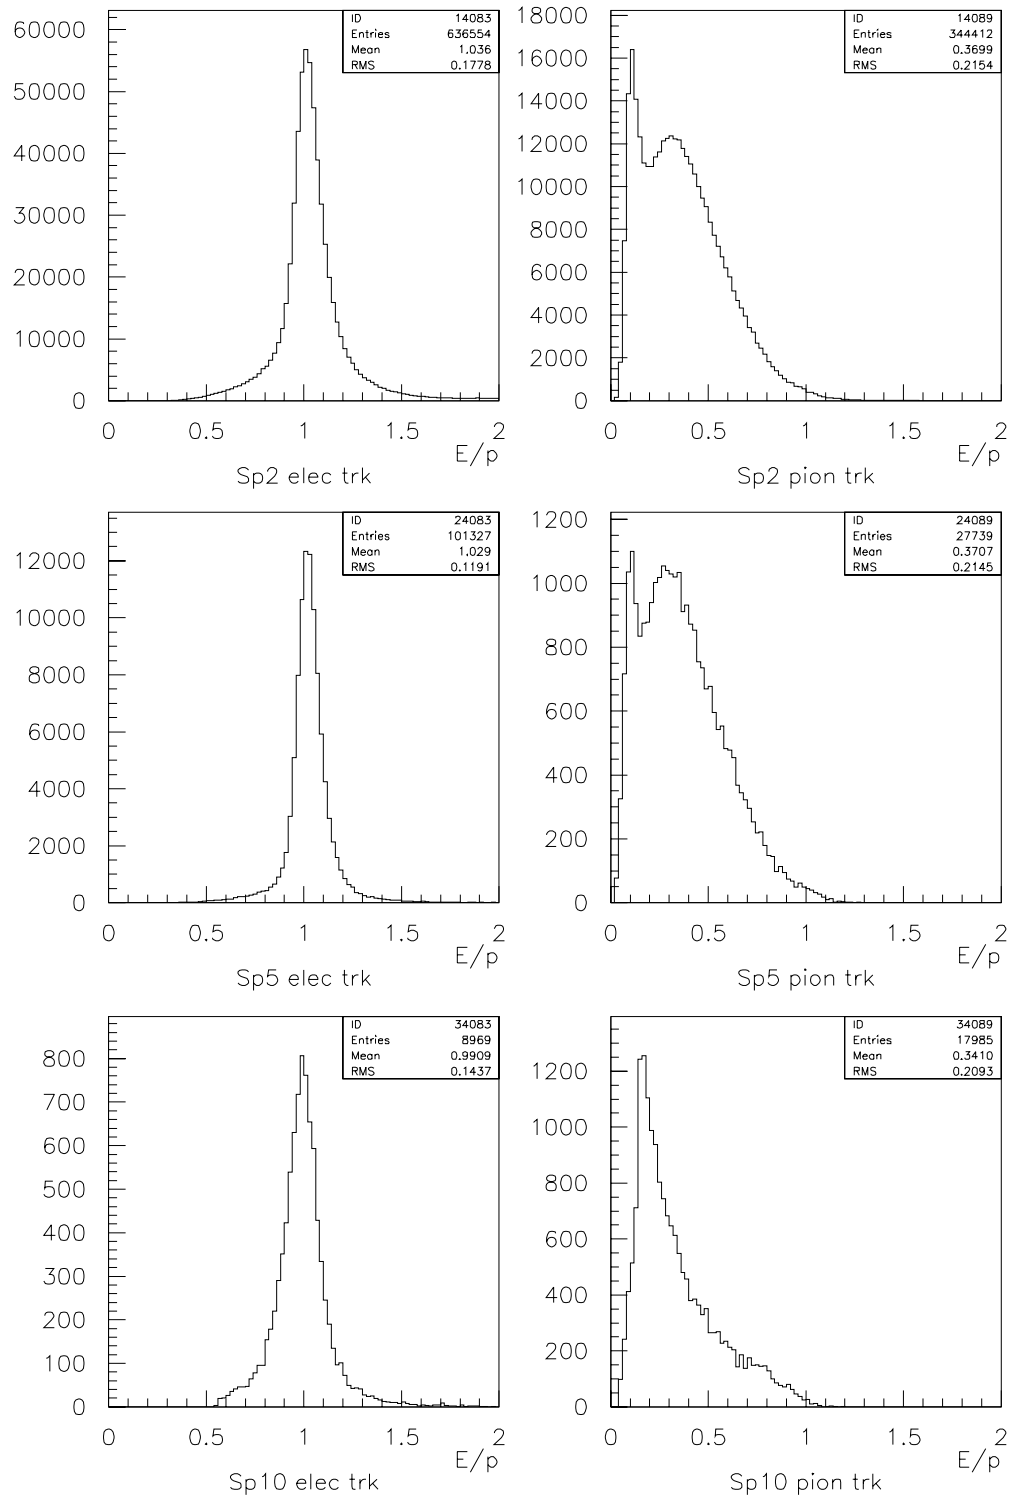 ID 14083
Entries 636554
Mean 1.036
RMS 0.1778
60000
50000
40000
30000
20000
10000
0
0 0.5 1 1.5 2
E/p
Sp2 elec trk
ID 14089
Entries 344412
Mean 0.3699
RMS 0.2154
18000
16000
14000
12000
10000
8000
6000
4000
2000
0
0 0.5 1 1.5 2
E/p
Sp2 pion trk
ID 24083
Entries 101327
Mean 1.029
RMS 0.1191
12000
10000
8000
6000
4000
2000
0
0 0.5 1 1.5 2
E/p
Sp5 elec trk
ID 24089
Entries 27739
Mean 0.3707
RMS 0.2145
1200
1000
800
600
400
200
0
0 0.5 1 1.5 2
E/p
Sp5 pion trk
ID 34083
Entries 8969
Mean 0.9909
RMS 0.1437
800
700
600
500
400
300
200
100
0
0 0.5 1 1.5 2
E/p
Sp10 elec trk
ID 34089
Entries 17985
Mean 0.3410
RMS 0.2093
1200
1000
800
600
400
200
0
0 0.5 1 1.5 2
E/p
Sp10 pion trk